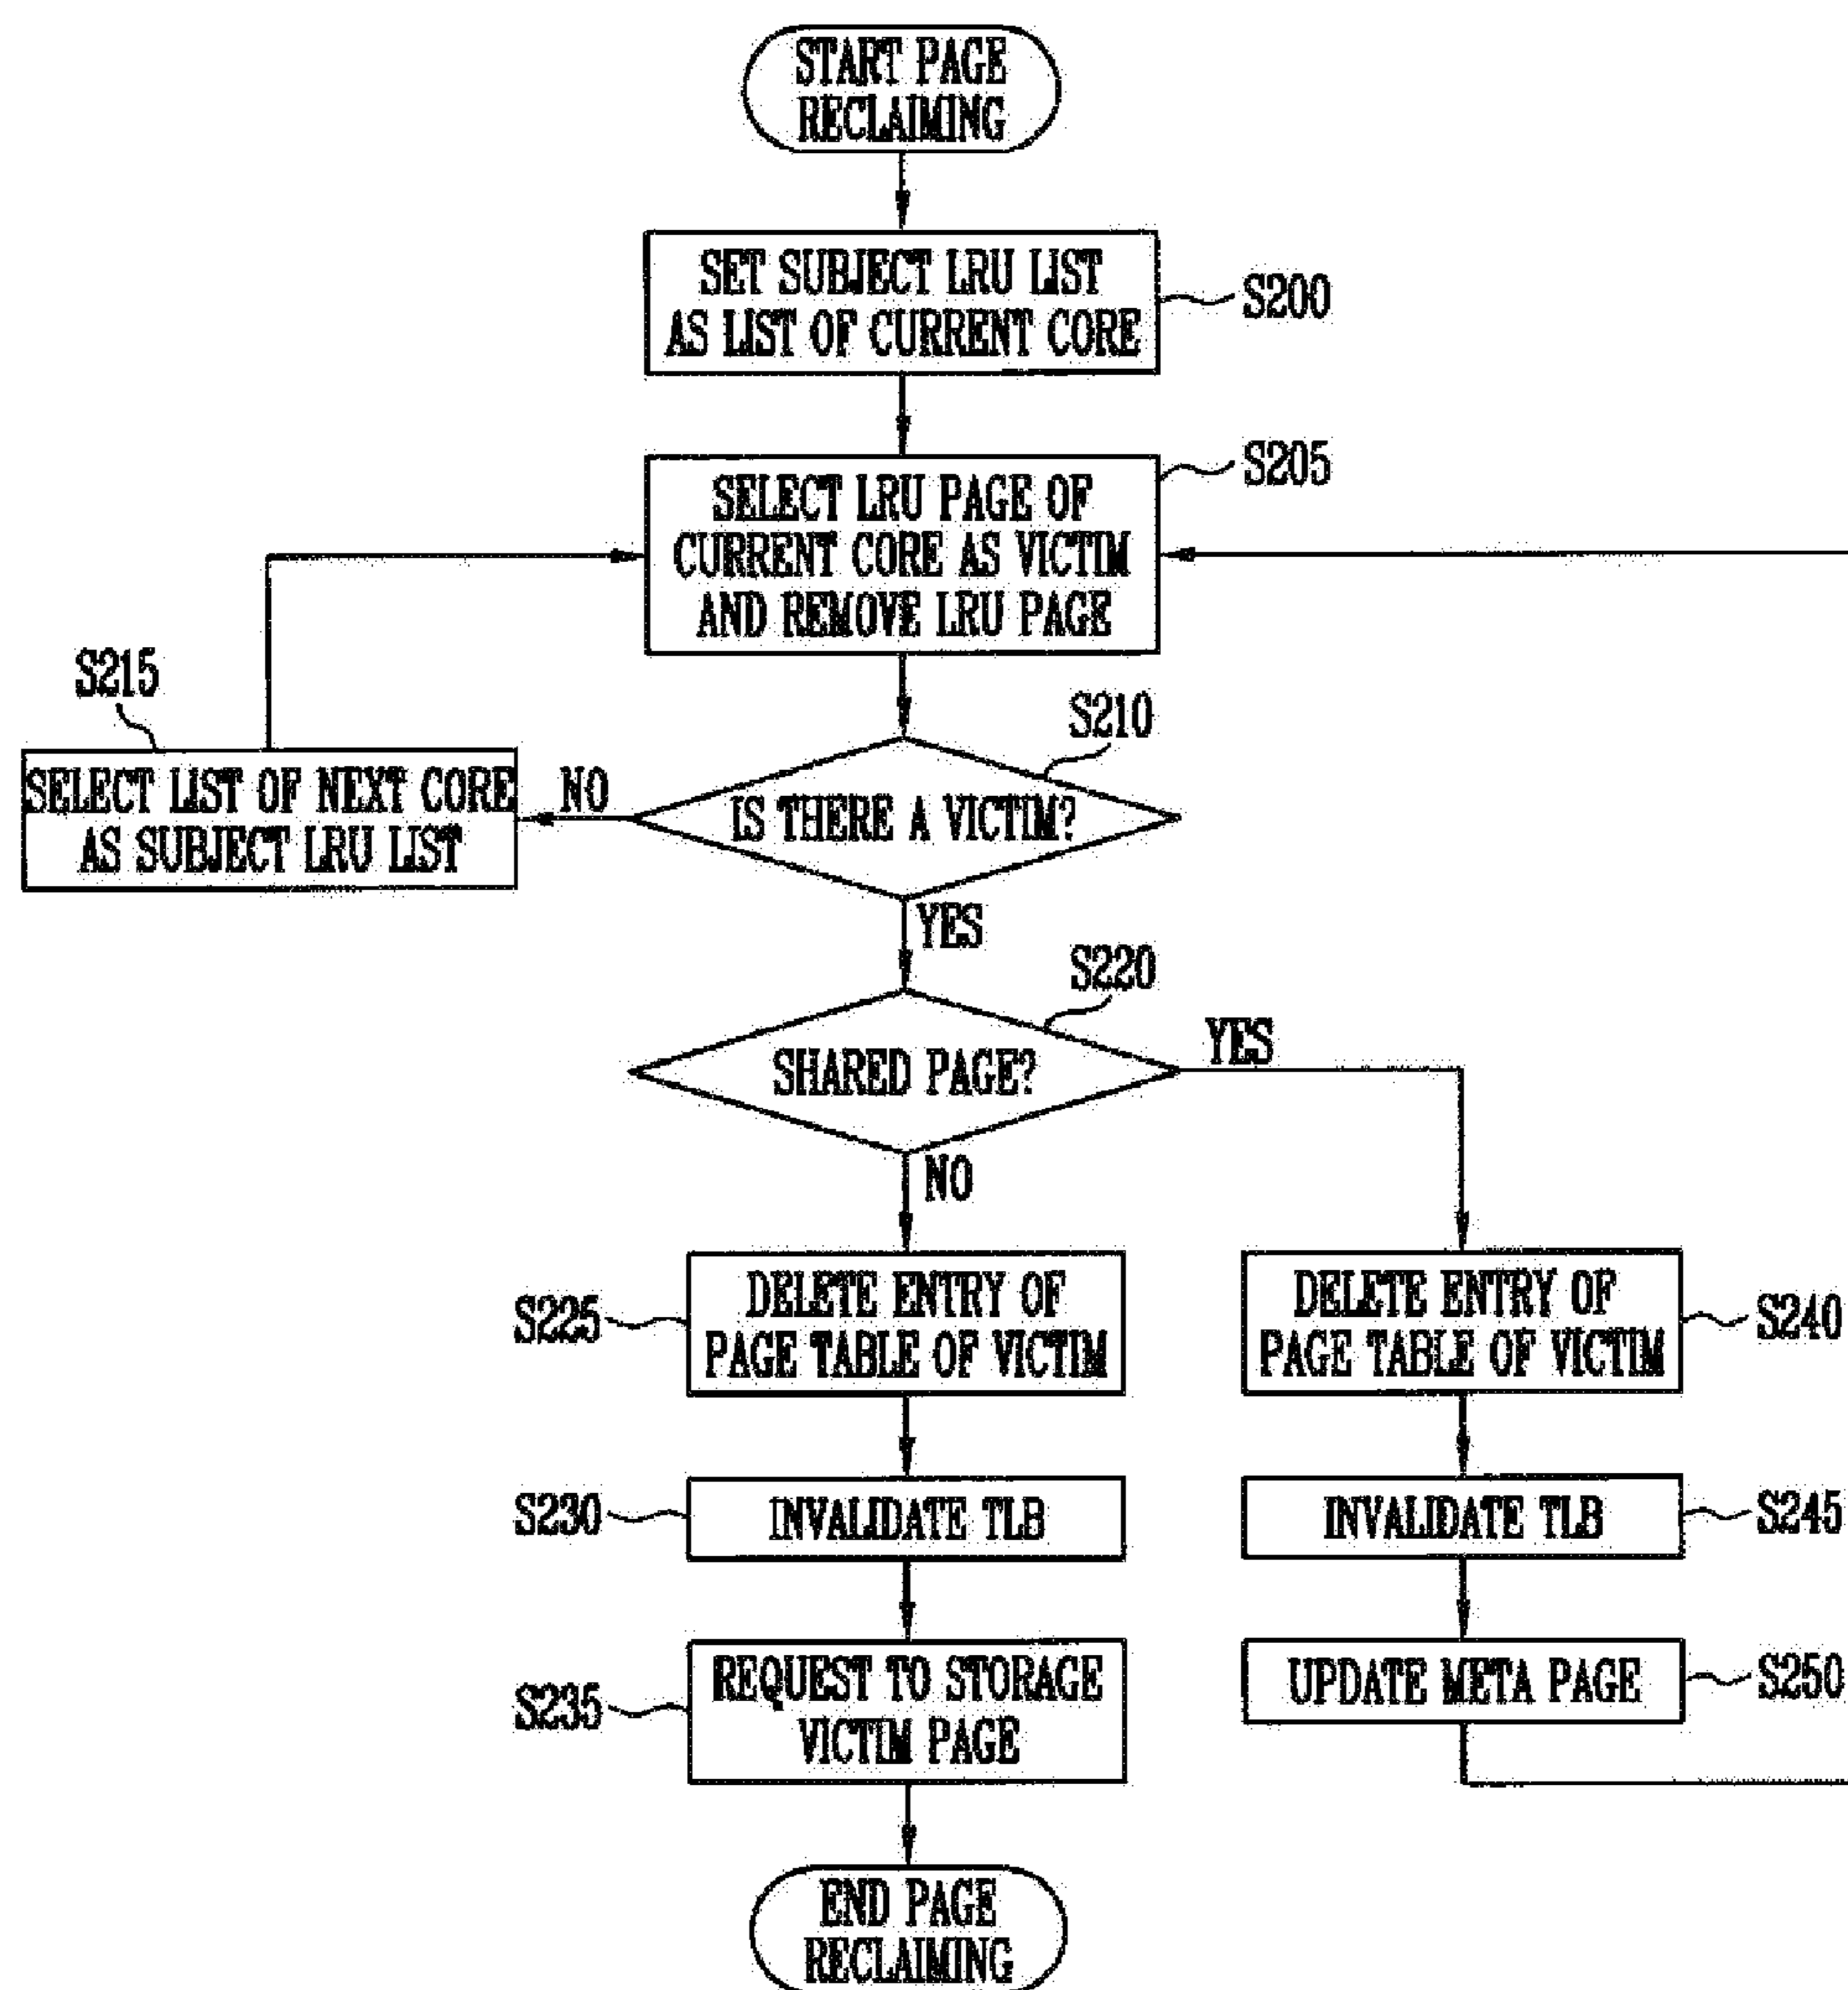 START PAGE
RECLAIMING
SET SUBJECT LRU LIST
AS LIST OF CURRENT CORE
S200
SELECT LRU PAGE OF
CURRENT CORE AS VICTIM
AND REMOVE LRU PAGE
S205
S215
SELECT LIST OF NEXT CORE
AS SUBJECT LRU LIST
NO
IS THERE A VICTIM?
S210
YES
S220
SHARED PAGE?
YES
NO
S225
DELETE ENTRY OF
PAGE TABLE OF VICTIM
DELETE ENTRY OF
PAGE TABLE OF VICTIM
S240
S230
INVALIDATE TLB
INVALIDATE TLB
S245
S235
REQUEST TO STORAGE
VICTIM PAGE
UPDATE META PAGE
S250
END PAGE
RECLAIMING